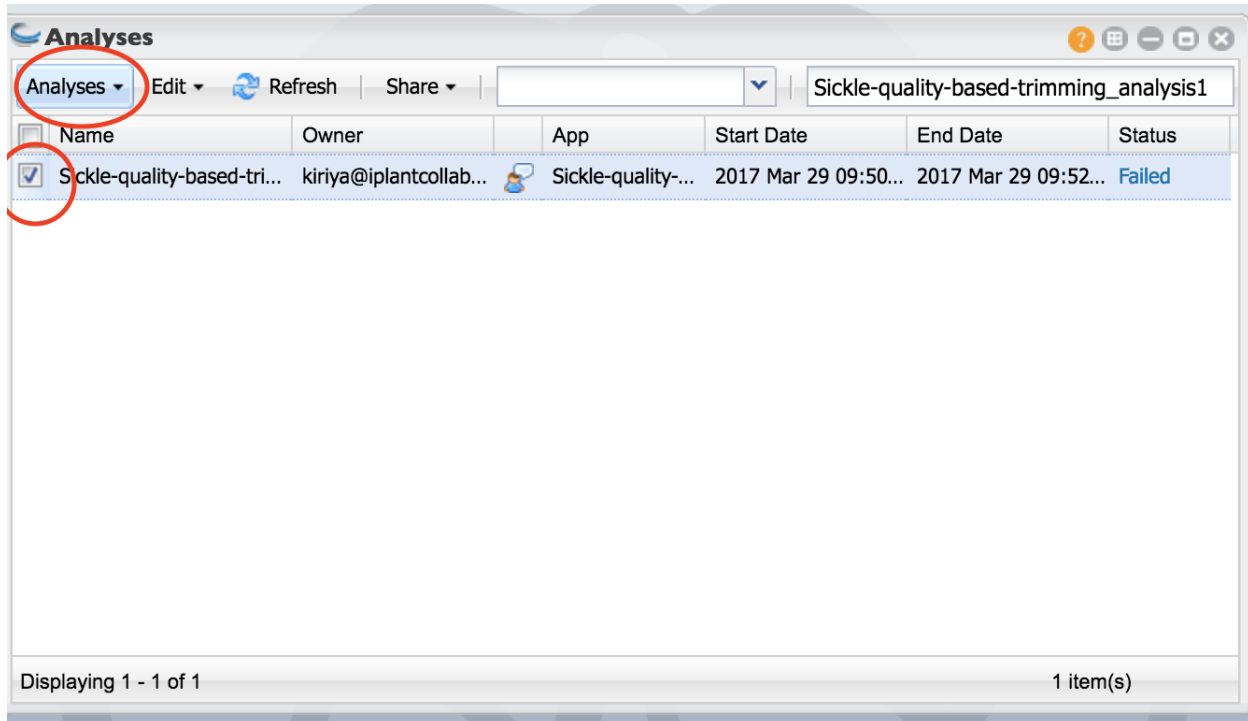 Analyses
Analyses Edit Refresh Share Sickle-quality-based-trimming_analysis1
Name Owner App Start Date End Date Status
Sickle-quality-based-tri... kiriya@iplantcollab... Sickle-quality-... 2017 Mar 29 09:50... 2017 Mar 29 09:52... Failed
Displaying 1 - 1 of 1 1 item(s)